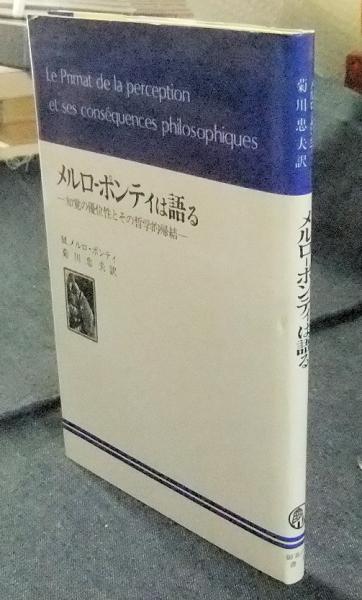 Le Primat de la perception
et ses conséquences philosophiques
メルロ-ポンティは語る
―知覚の優位性とその哲学的帰結―
M.メルロ・ポンティ
菊川忠夫訳
菊川忠夫訳
メルロ-ポンティは語る